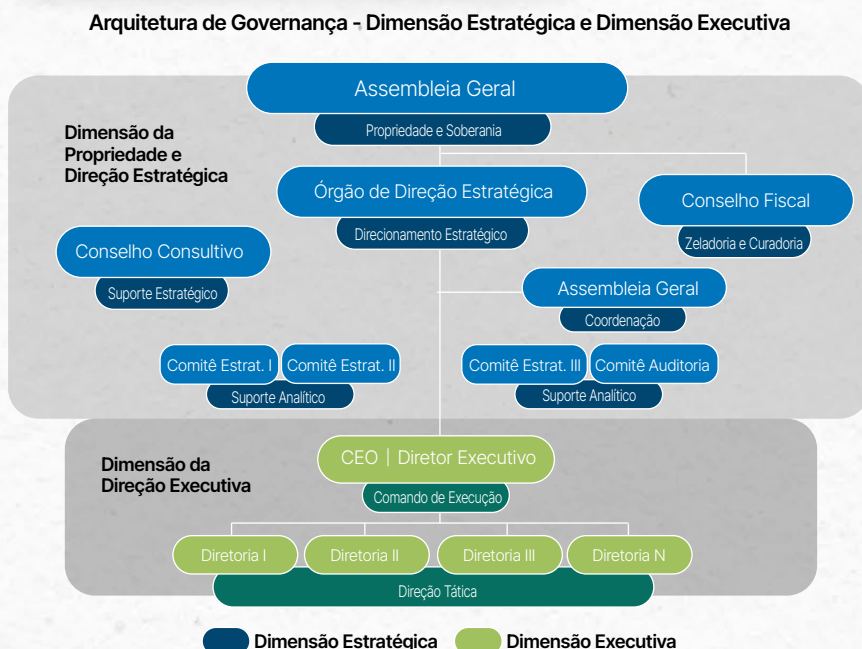 Arquitetura de Governança - Dimensão Estratégica e Dimensão Executiva
Assembleia Geral
Propriedade e Soberania
Dimensão da
Propriedade e
Direção Estratégica
Órgão de Direção Estratégica
Direcionamento Estratégico
Conselho Fiscal
Zeladoria e Curadoria
Conselho Consultivo
Suporte Estratégico
Assembleia Geral
Coordenação
Comitê Estrat. I
Comitê Estrat. II
Suporte Analítico
Comitê Estrat. III
Comitê Auditoria
Suporte Analítico
Dimensão da
Direção Executiva
CEO | Diretor Executivo
Comando de Execução
Diretoria I
Diretoria II
Diretoria III
Diretoria N
Direção Tática
Dimensão Estratégica
Dimensão Executiva